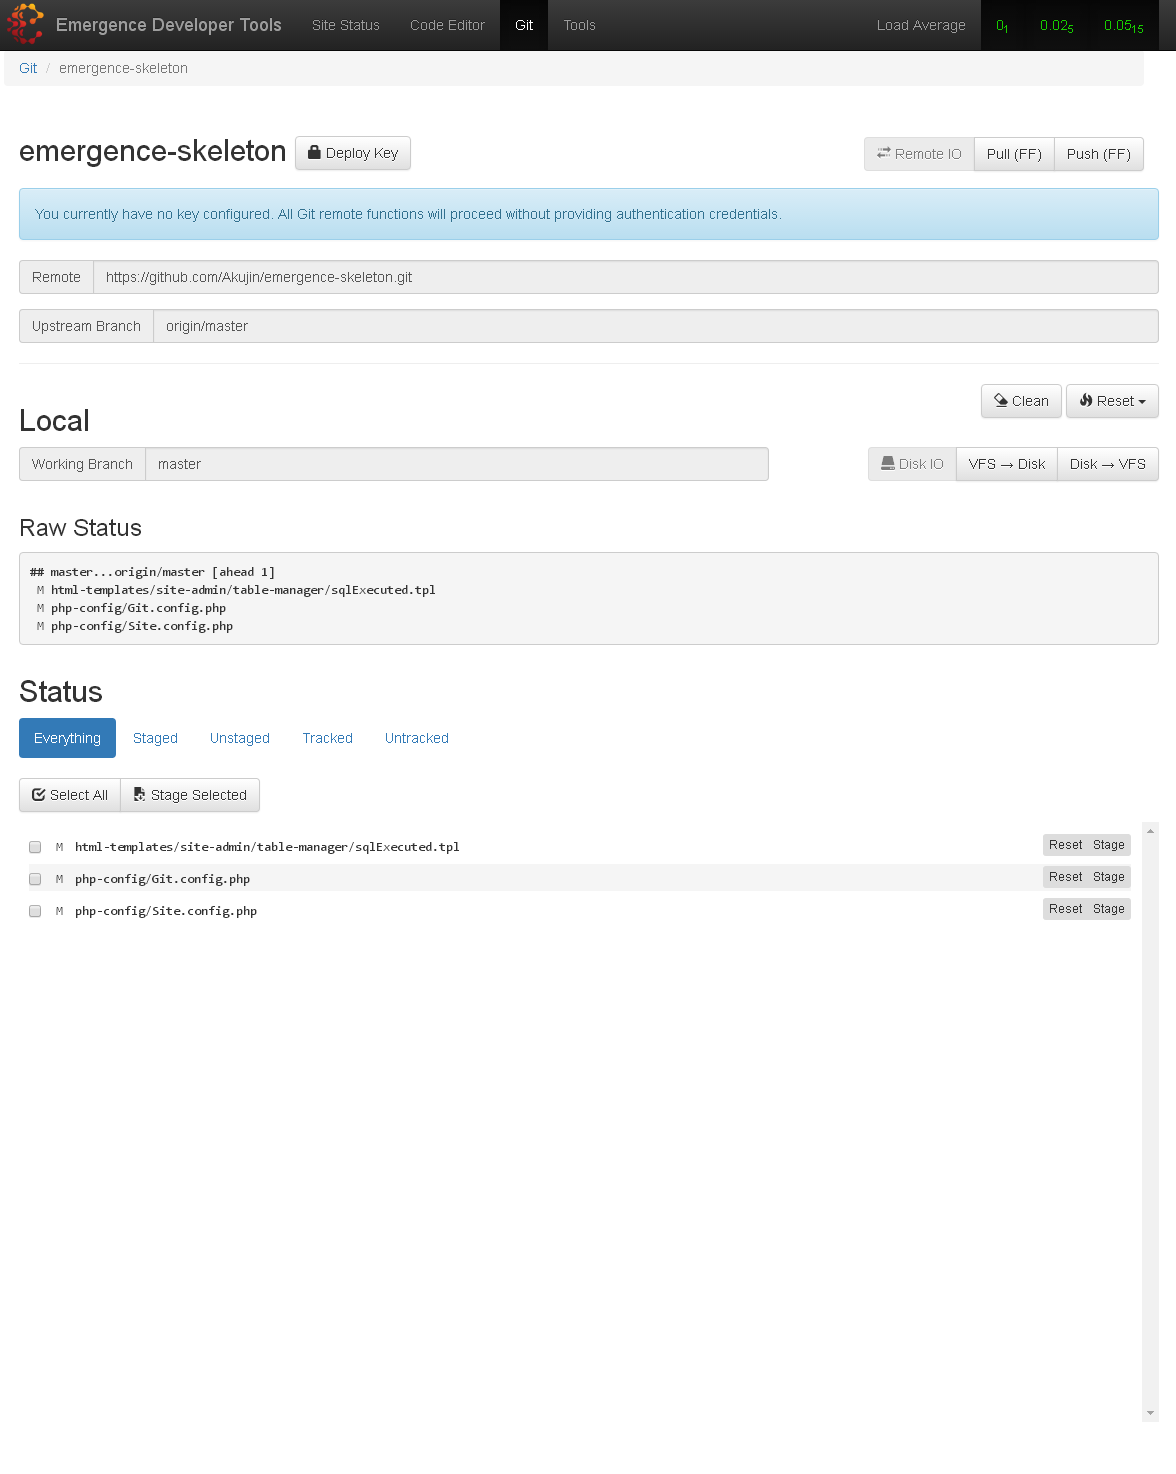 Emergence Developer Tools Site Status Code Editor Git Tools Load Average 0₁ 0.02₅ 0.05₁₅
Git / emergence-skeleton
emergence-skeleton Deploy Key Remote IO Pull (FF) Push (FF)
You currently have no key configured. All Git remote functions will proceed without providing authentication credentials.
Remote https://github.com/Akujin/emergence-skeleton.git
Upstream Branch origin/master
Clean Reset
Local
Working Branch master Disk IO VFS → Disk Disk → VFS
Raw Status
## master...origin/master [ahead 1]
M html-templates/site-admin/table-manager/sqlExecuted.tpl
M php-config/Git.config.php
M php-config/Site.config.php
Status
Everything Staged Unstaged Tracked Untracked
Select All Stage Selected
M html-templates/site-admin/table-manager/sqlExecuted.tpl Reset Stage
M php-config/Git.config.php Reset Stage
M php-config/Site.config.php Reset Stage